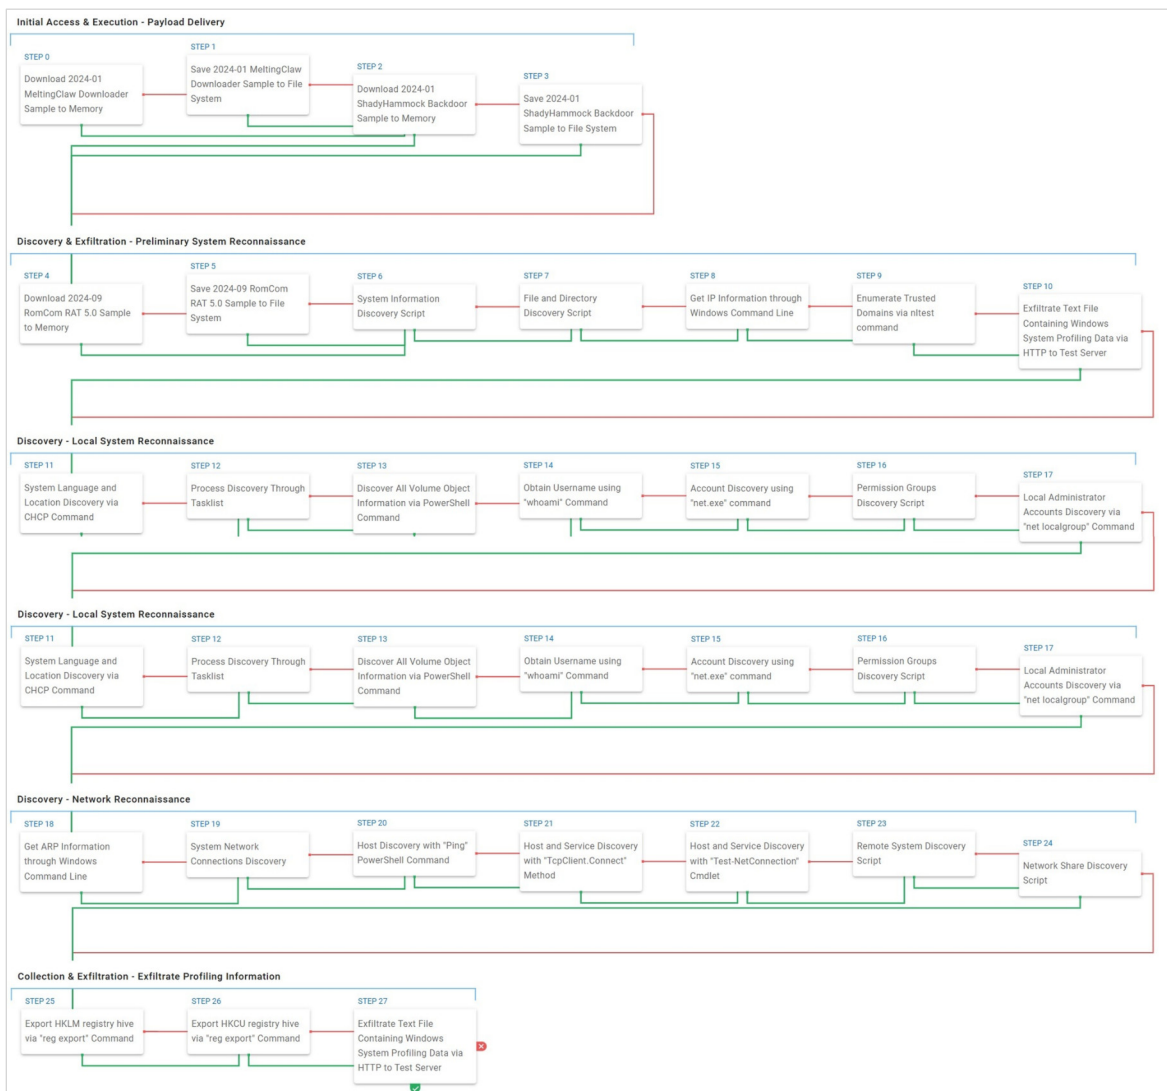 Initial Access & Execution - Payload Delivery
STEP 0
Download 2024-01
MeltingClaw Downloader
Sample to Memory
STEP 1
Save 2024-01 MeltingClaw
Downloader Sample to File
System
STEP 2
Download 2024-01
ShadyHammock Backdoor
Sample to Memory
STEP 3
Save 2024-01
ShadyHammock Backdoor
Sample to File System
Discovery & Exfiltration - Preliminary System Reconnaissance
STEP 4
Download 2024-09
RomCom RAT 5.0 Sample
to Memory
STEP 5
Save 2024-09 RomCom
RAT 5.0 Sample to File
System
STEP 6
System Information
Discovery Script
STEP 7
File and Directory
Discovery Script
STEP 8
Get IP Information through
Windows Command Line
STEP 9
Enumerate Trusted
Domains via nltest
command
STEP 10
Exfiltrate Text File
Containing Windows
System Profiling Data via
HTTP to Test Server
Discovery - Local System Reconnaissance
STEP 11
System Language and
Location Discovery via
CHCP Command
STEP 12
Process Discovery Through
Tasklist
STEP 13
Discover All Volume Object
Information via PowerShell
Command
STEP 14
Obtain Username using
"whoami" Command
STEP 15
Account Discovery using
"net.exe" command
STEP 16
Permission Groups
Discovery Script
STEP 17
Local Administrator
Accounts Discovery via
"net localgroup" Command
Discovery - Local System Reconnaissance
STEP 11
System Language and
Location Discovery via
CHCP Command
STEP 12
Process Discovery Through
Tasklist
STEP 13
Discover All Volume Object
Information via PowerShell
Command
STEP 14
Obtain Username using
"whoami" Command
STEP 15
Account Discovery using
"net.exe" command
STEP 16
Permission Groups
Discovery Script
STEP 17
Local Administrator
Accounts Discovery via
"net localgroup" Command
Discovery - Network Reconnaissance
STEP 18
Get ARP Information
through Windows
Command Line
STEP 19
System Network
Connections Discovery
STEP 20
Host Discovery with "Ping"
PowerShell Command
STEP 21
Host and Service Discovery
with "TcpClient.Connect"
Method
STEP 22
Host and Service Discovery
with "Test-NetConnection"
Cmdlet
STEP 23
Remote System Discovery
Script
STEP 24
Network Share Discovery
Script
Collection & Exfiltration - Exfiltrate Profiling Information
STEP 25
Export HKLM registry hive
via "reg export" Command
STEP 26
Export HKCU registry hive
via "reg export" Command
STEP 27
Exfiltrate Text File
Containing Windows
System Profiling Data via
HTTP to Test Server